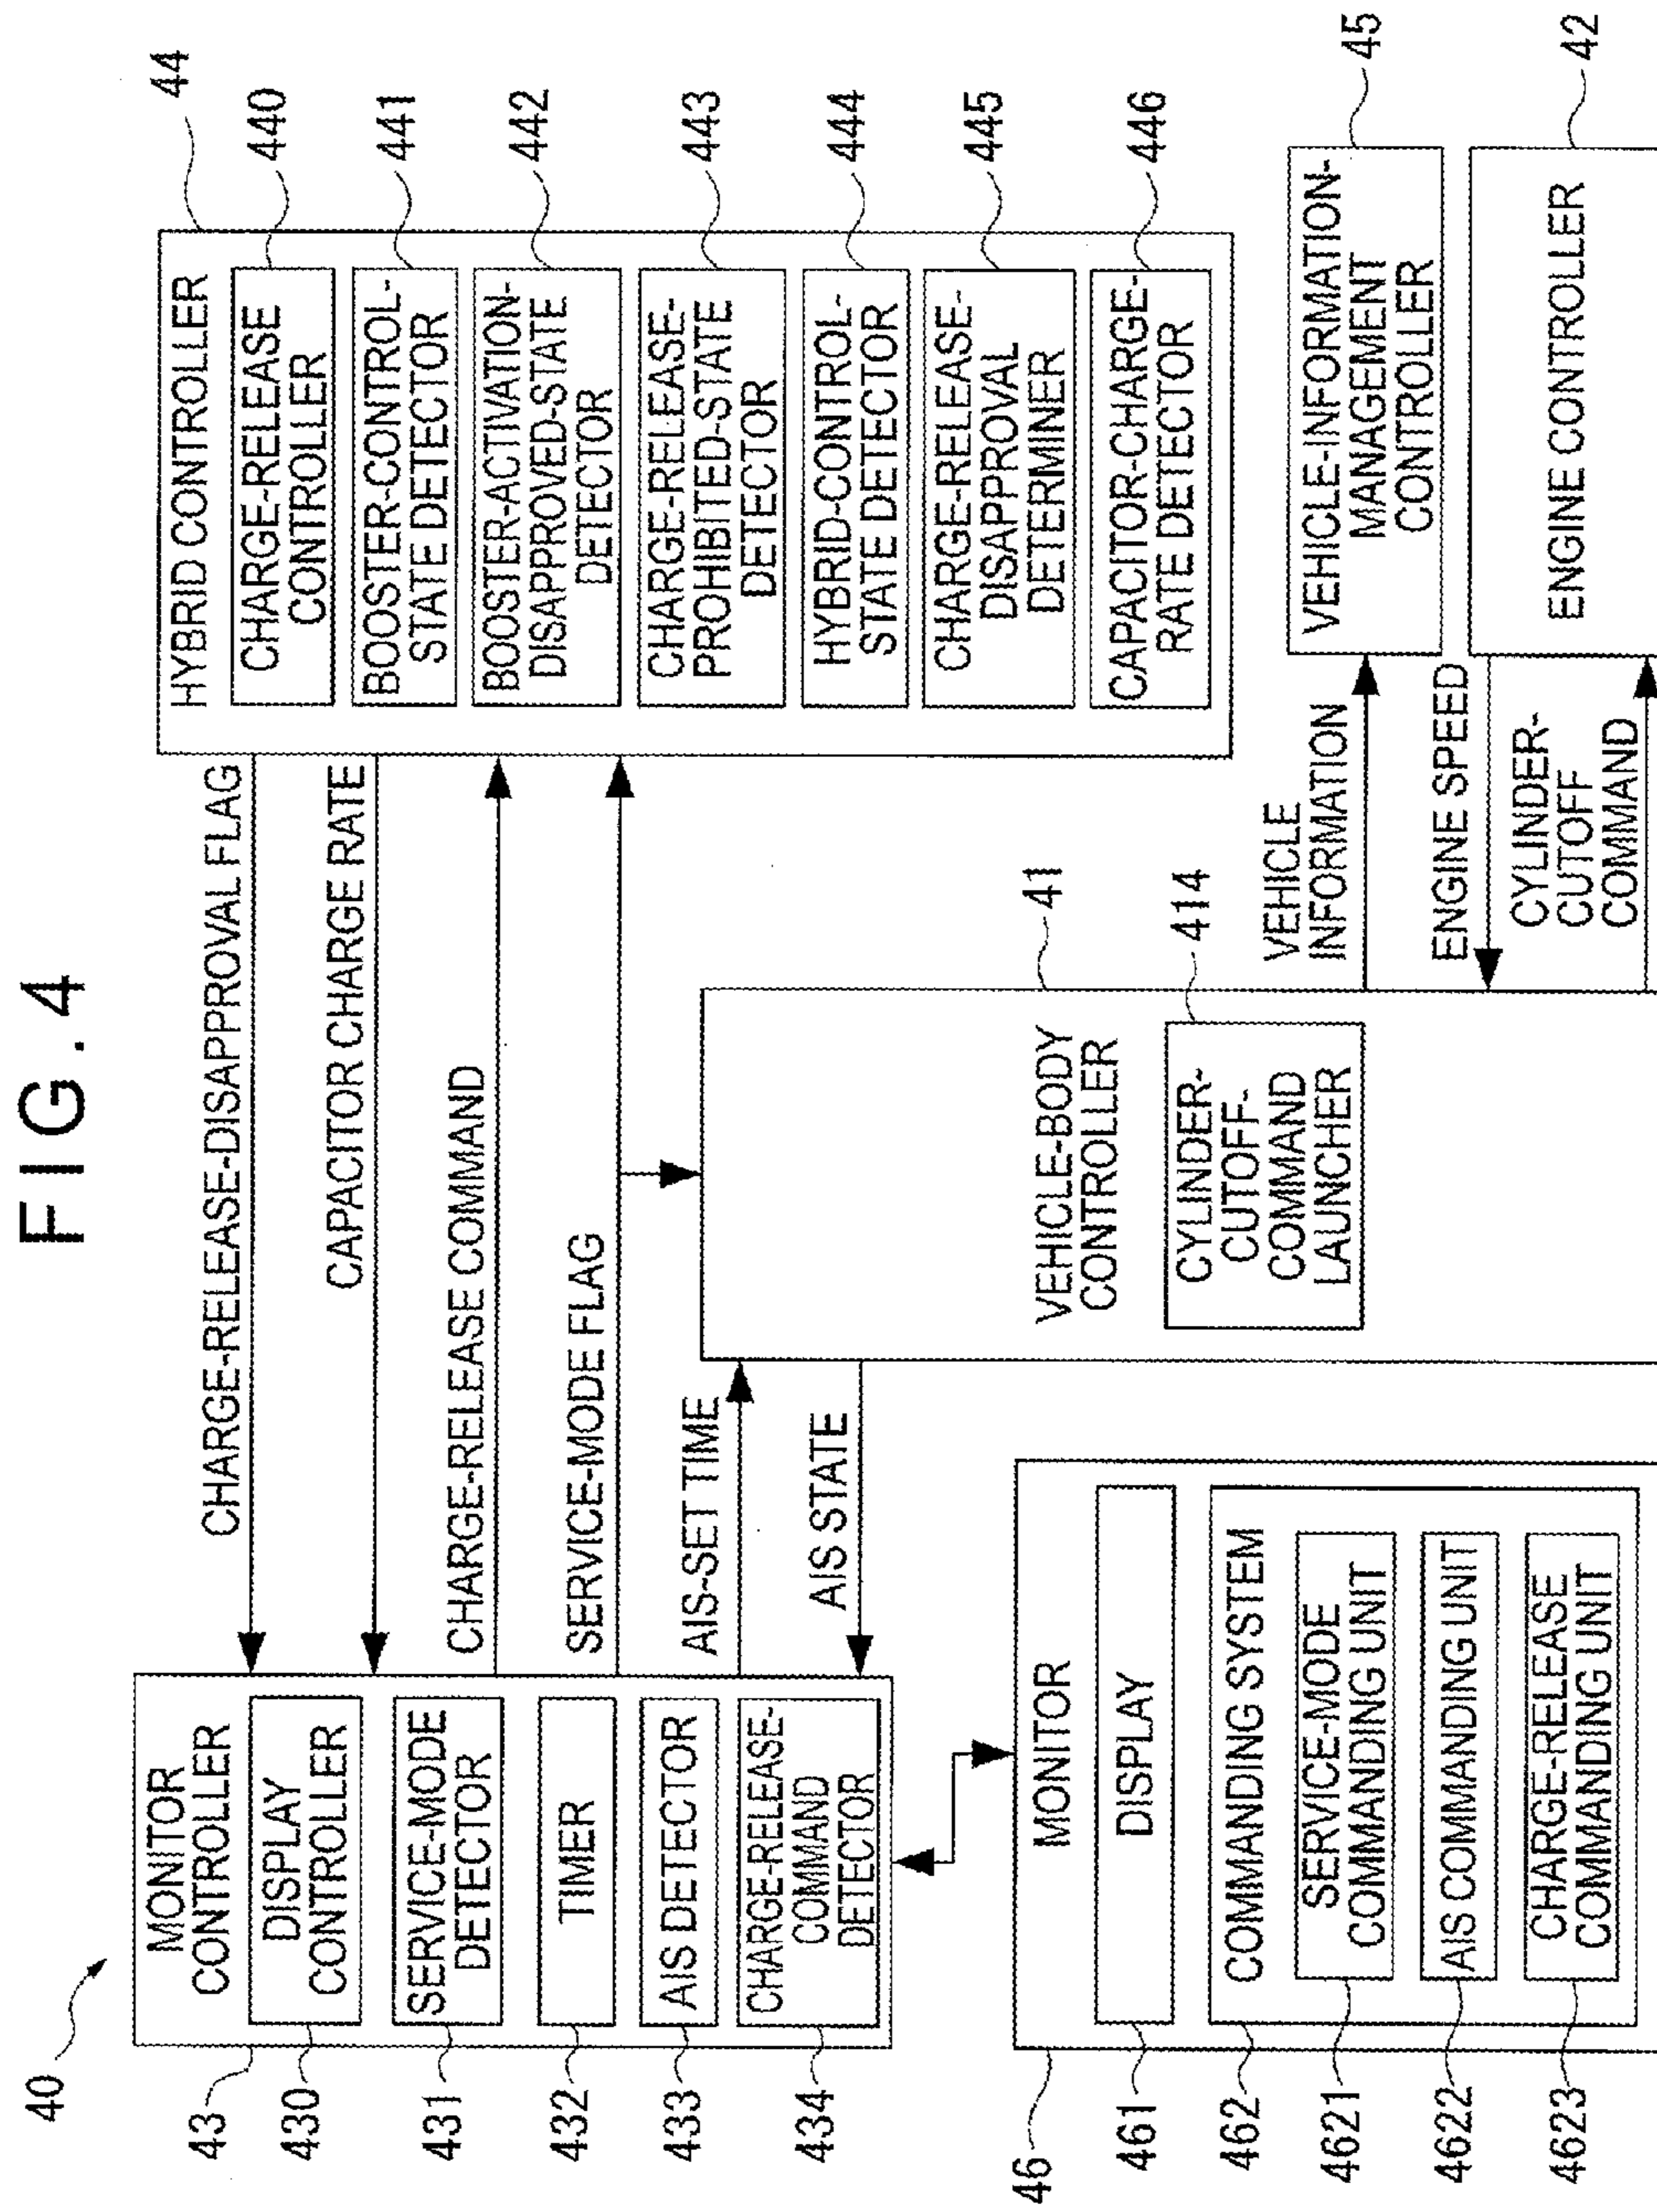 FIG. 4
40
43
MONITOR
CONTROLLER
430
DISPLAY
CONTROLLER
431
SERVICE-MODE
DETECTOR
432
TIMER
433
AIS DETECTOR
434
CHARGE-RELEASE-
COMMAND
DETECTOR
CHARGE-RELEASE-DISAPPROVAL FLAG
CAPACITOR CHARGE RATE
CHARGE-RELEASE COMMAND
SERVICE-MODE FLAG
AIS-SET TIME
AIS STATE
44
HYBRID CONTROLLER
CHARGE-RELEASE
CONTROLLER
440
BOOSTER-CONTROL-
STATE DETECTOR
441
BOOSTER-ACTIVATION-
DISAPPROVED-STATE
DETECTOR
442
CHARGE-RELEASE-
PROHIBITED-STATE
DETECTOR
443
HYBRID-CONTROL-
STATE DETECTOR
444
CHARGE-RELEASE-
DISAPPROVAL
DETERMINER
445
CAPACITOR-CHARGE-
RATE DETECTOR
446
46
MONITOR
461
DISPLAY
462
COMMANDING SYSTEM
4621
SERVICE-MODE
COMMANDING UNIT
4622
AIS COMMANDING UNIT
4623
CHARGE-RELEASE
COMMANDING UNIT
41
VEHICLE-BODY
CONTROLLER
414
CYLINDER-
CUTOFF-
COMMAND
LAUNCHER
VEHICLE
INFORMATION
ENGINE SPEED
CYLINDER-
CUTOFF
COMMAND
VEHICLE-INFORMATION-
MANAGEMENT
CONTROLLER
45
ENGINE CONTROLLER
42